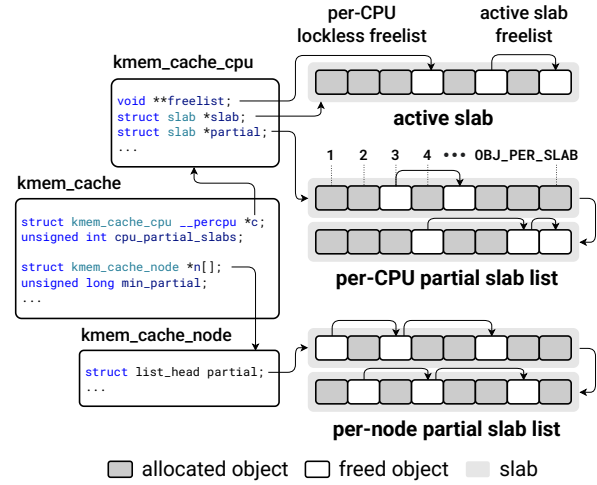 per-CPU
lockless freelist
active slab
freelist
kmem_cache_cpu
void **freelist;
struct slab *slab;
struct slab *partial;
...
active slab
1 2 3 4 ••• OBJ_PER_SLAB
kmem_cache
struct kmem_cache_cpu __percpu *c;
unsigned int cpu_partial_slabs;
struct kmem_cache_node *n[];
unsigned long min_partial;
...
per-CPU partial slab list
kmem_cache_node
struct list_head partial;
...
per-node partial slab list
allocated object freed object slab